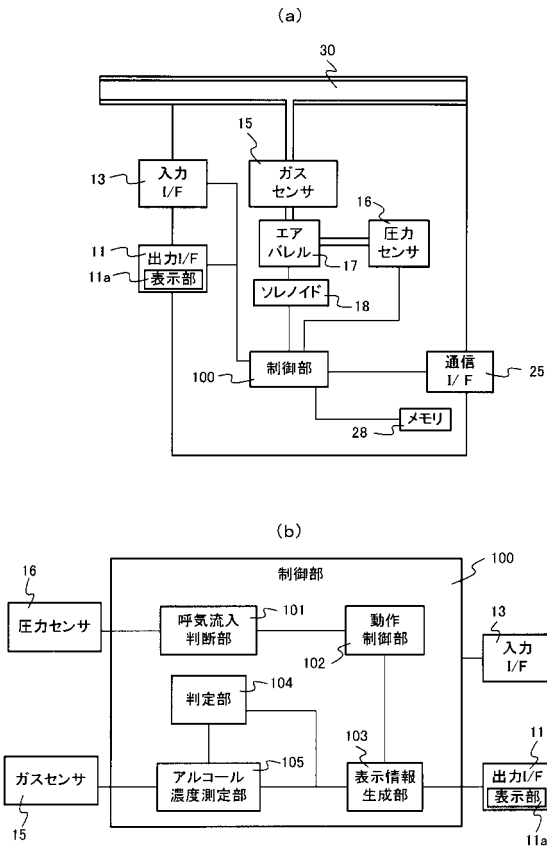 (a)
30
15
13
入力
I/F
ガス
センサ
16
11
出力I/F
11a
表示部
エア
バレル
17
圧力
センサ
ソレノイド
18
制御部
100
通信
I/F
25
メモリ
28
(b)
16
圧力センサ
制御部
100
呼気流入
判断部
101
動作
制御部
102
13
入力
I/F
判定部
104
ガスセンサ
15
アルコール
濃度測定部
105
103
表示情報
生成部
11
出力I/F
表示部
11a